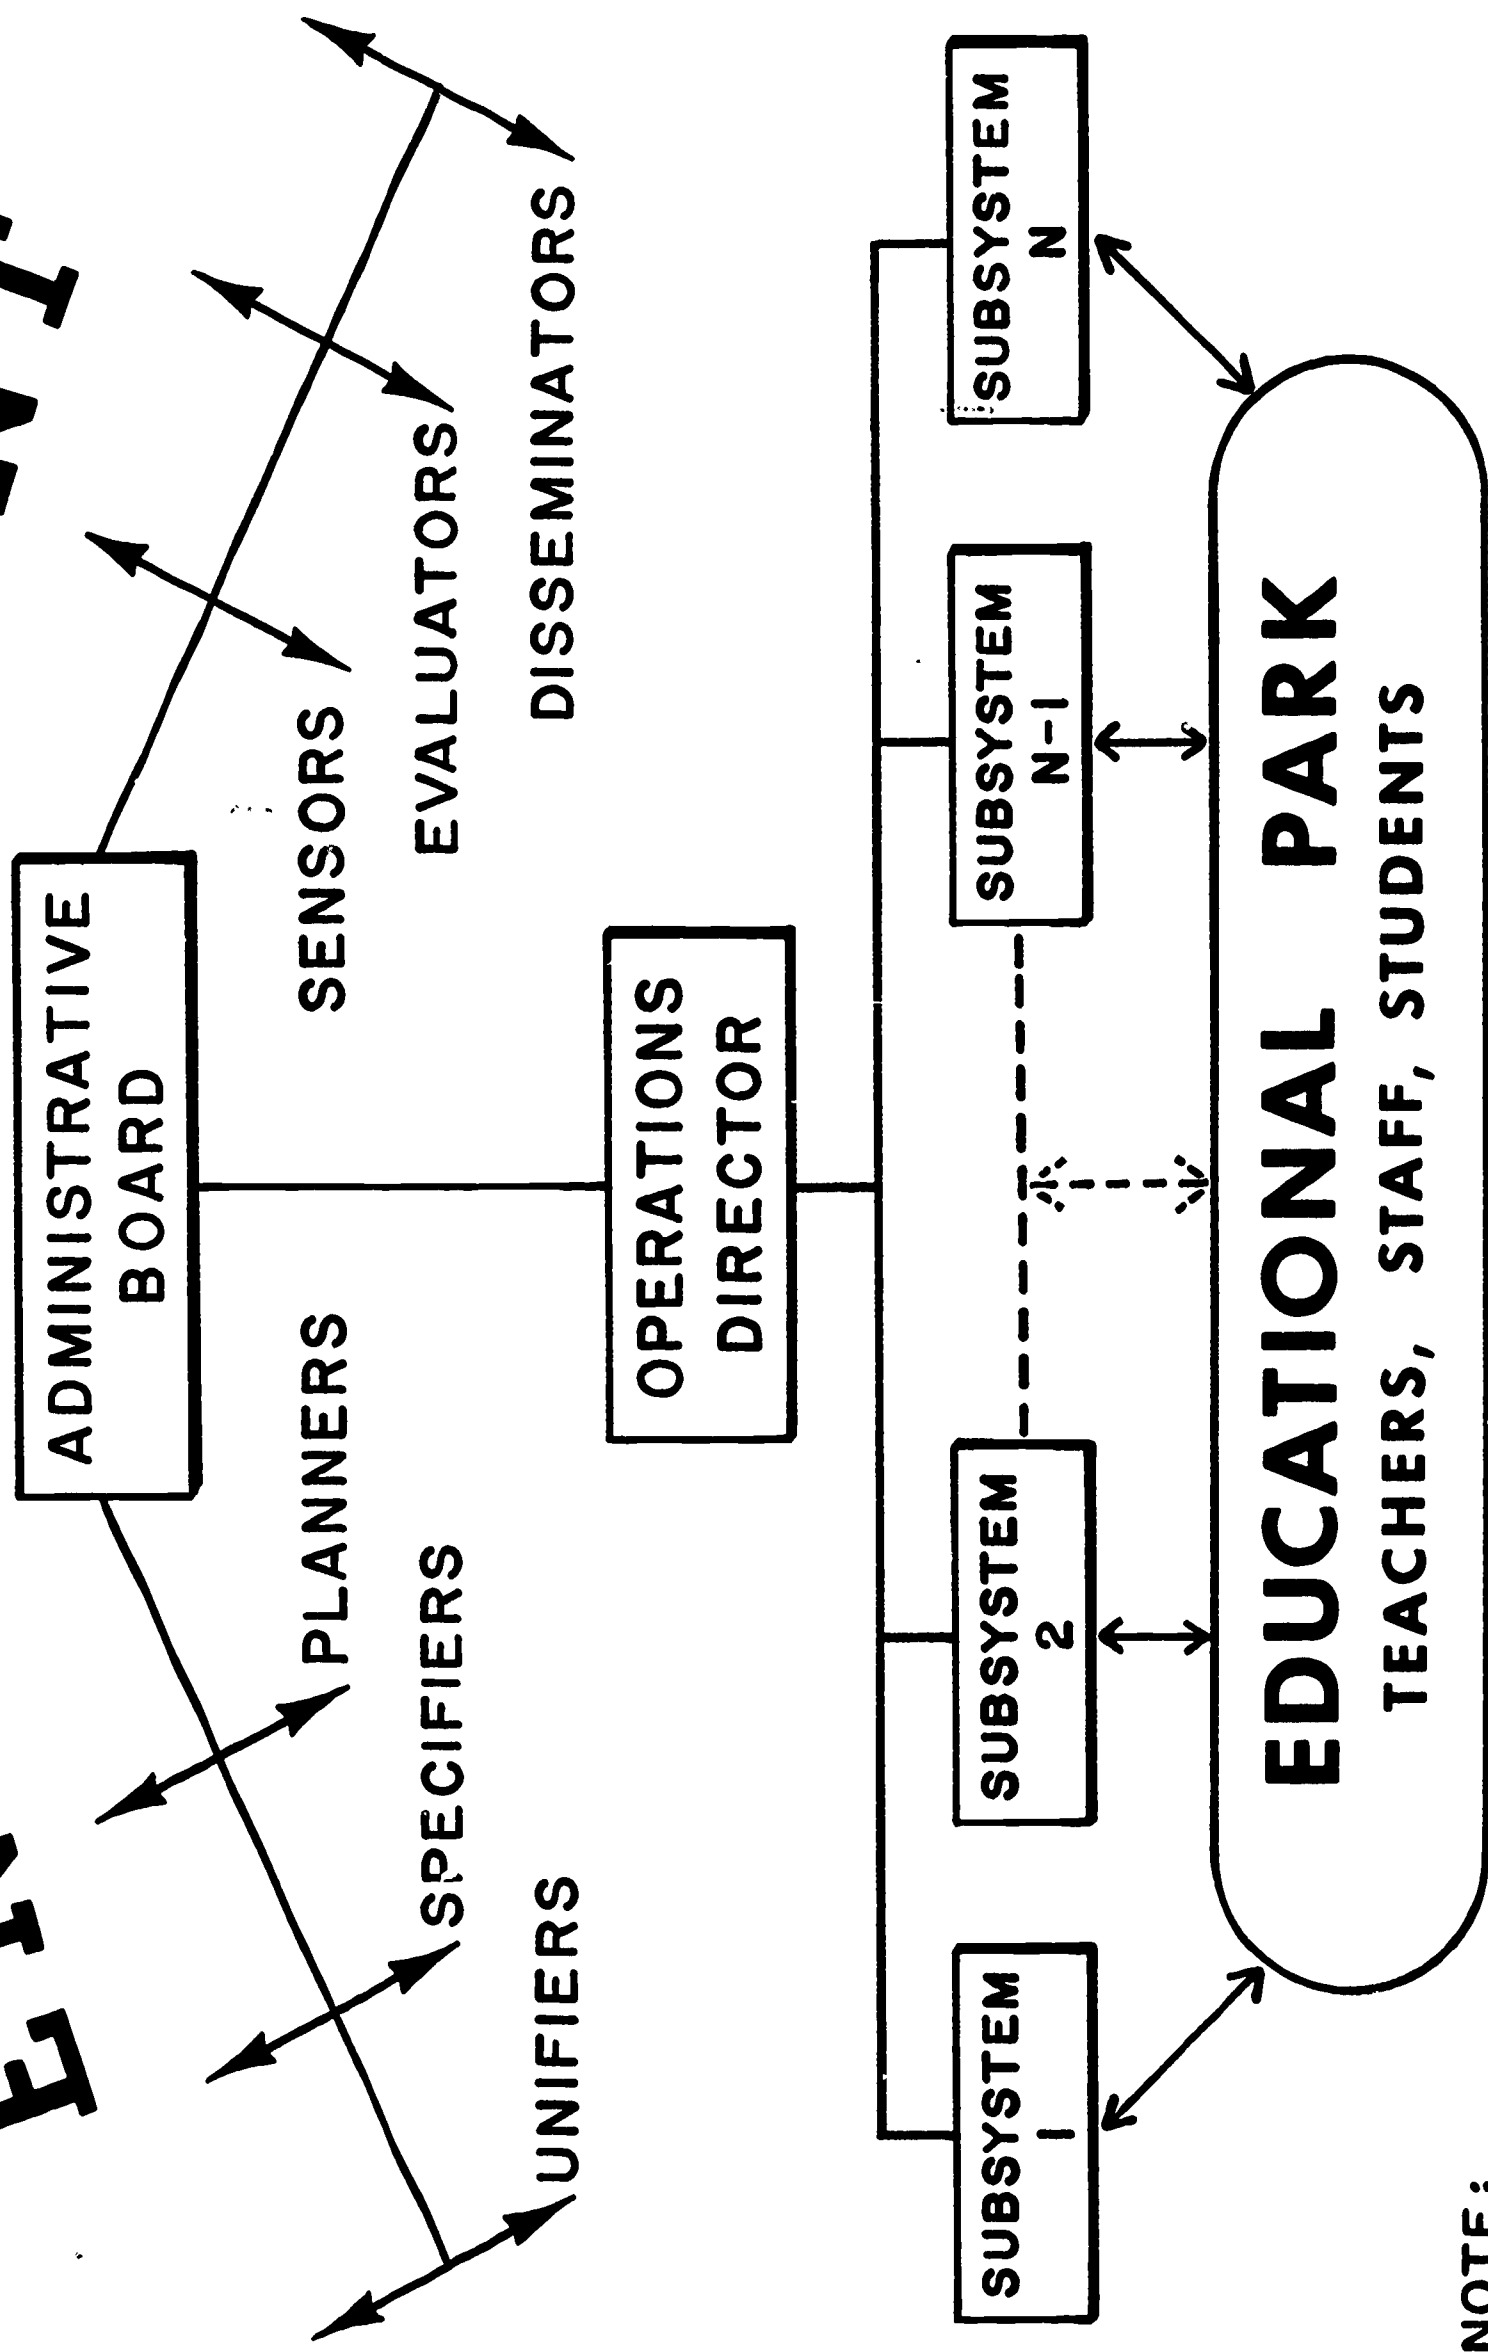 ADMINISTRATIVE
BOARD
PLANNERS
SENSORS
SPECIFIERS
EVALUATORS
UNIFIERS
DISSEMINATORS
OPERATIONS
DIRECTOR
SUBSYSTEM
1
SUBSYSTEM
2
SUBSYSTEM
N-1
SUBSYSTEM
N
EDUCATIONAL PARK
TEACHERS, STAFF, STUDENTS
NOTE: